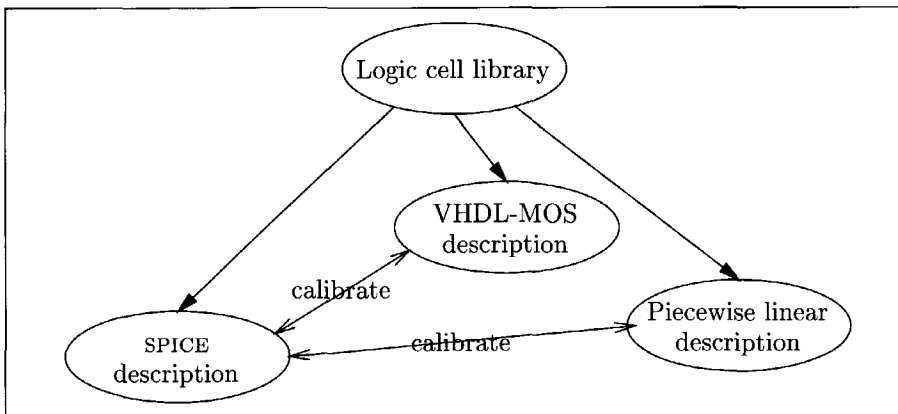 Logic cell library
VHDL-MOS
description
calibrate
Piecewise linear
description
calibrate
SPICE
description